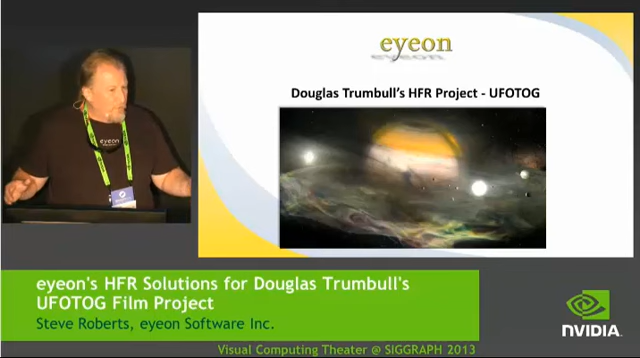 eyeon
Douglas Trumbull's HFR Project - UFOTOG
eyeon
eyeon's HFR Solutions for Douglas Trumbull's
UFOTOG Film Project
Steve Roberts, eyeon Software Inc.
NVIDIA.
Visual Computing Theater @ SIGGRAPH 2013